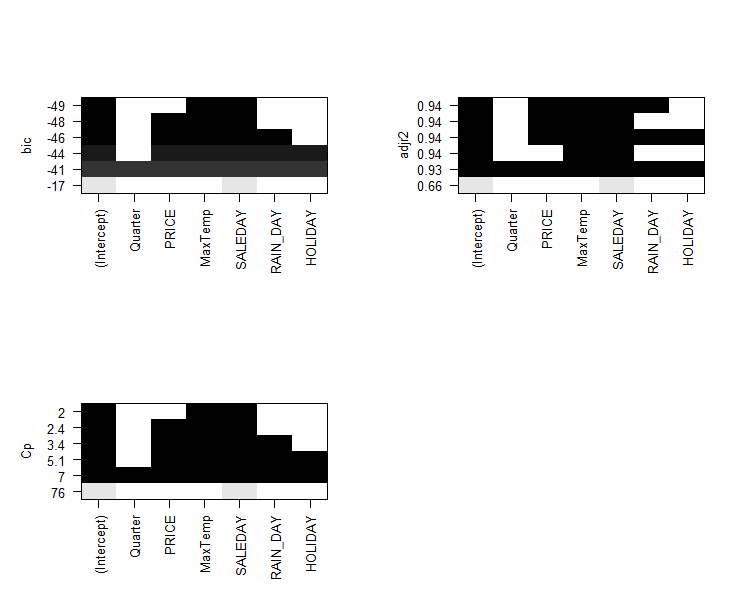 bic
-49
-48
-46
-44
-41
-17
(Intercept)
Quarter
PRICE
MaxTemp
SALEDAY
RAIN_DAY
HOLIDAY
adjr2
0.94
0.94
0.94
0.94
0.93
0.66
(Intercept)
Quarter
PRICE
MaxTemp
SALEDAY
RAIN_DAY
HOLIDAY
Cp
2
2.4
3.4
5.1
7
76
(Intercept)
Quarter
PRICE
MaxTemp
SALEDAY
RAIN_DAY
HOLIDAY